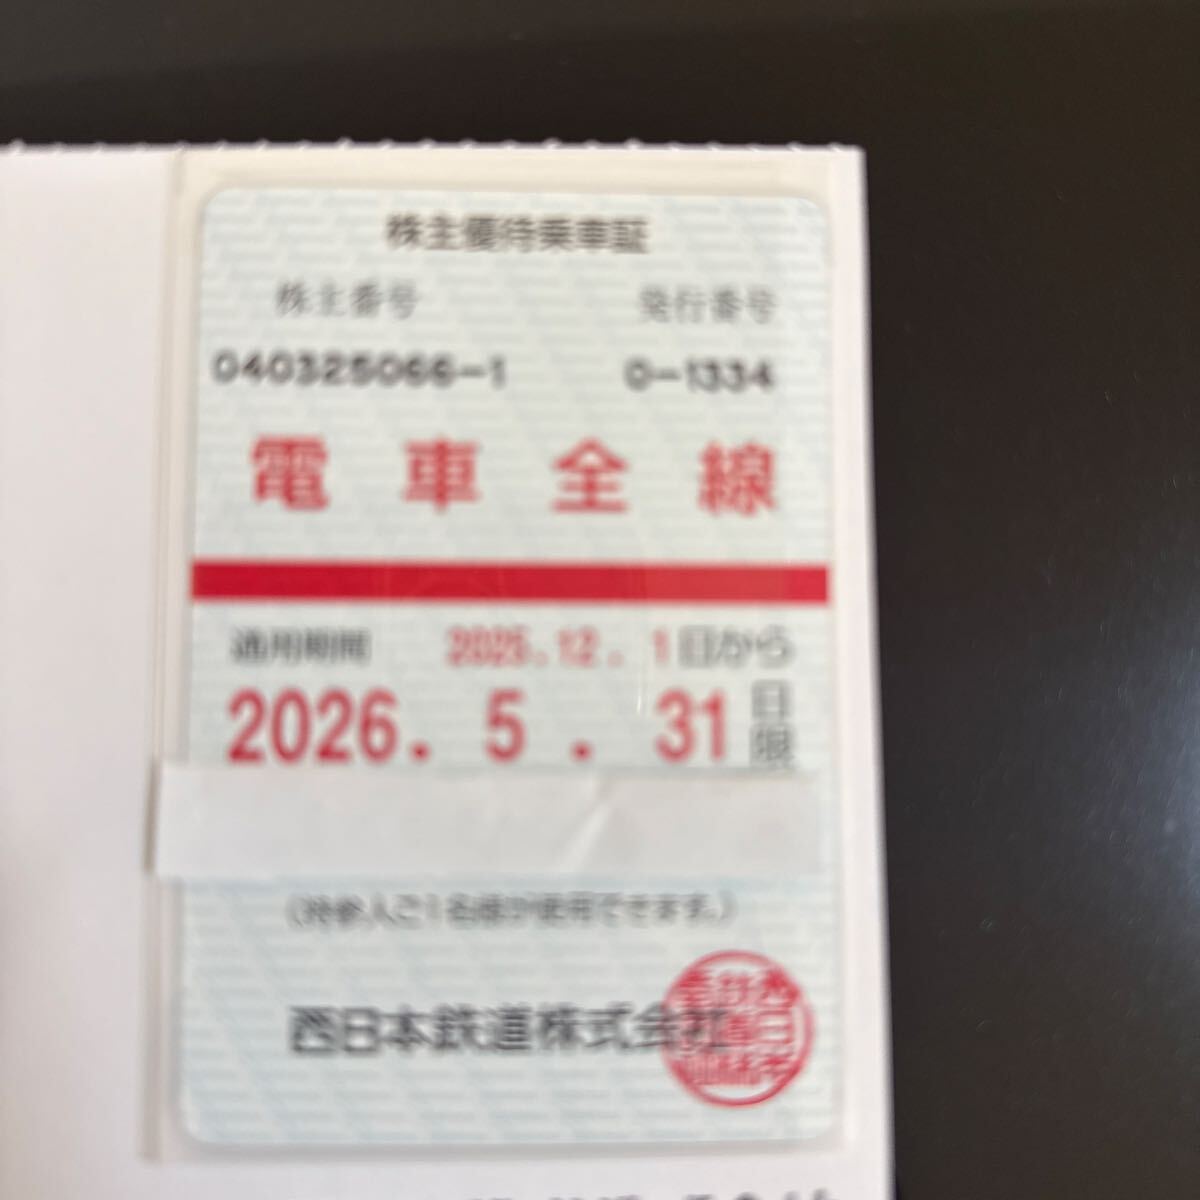 株主優待乗車証
株主番号 発行番号
040325066-1 0-1334
電車全線
通用期間 2025.12. 1日から
2026. 5 . 31日限
(持参人ご1名様が使用できます。)
西日本鉄道株式会社